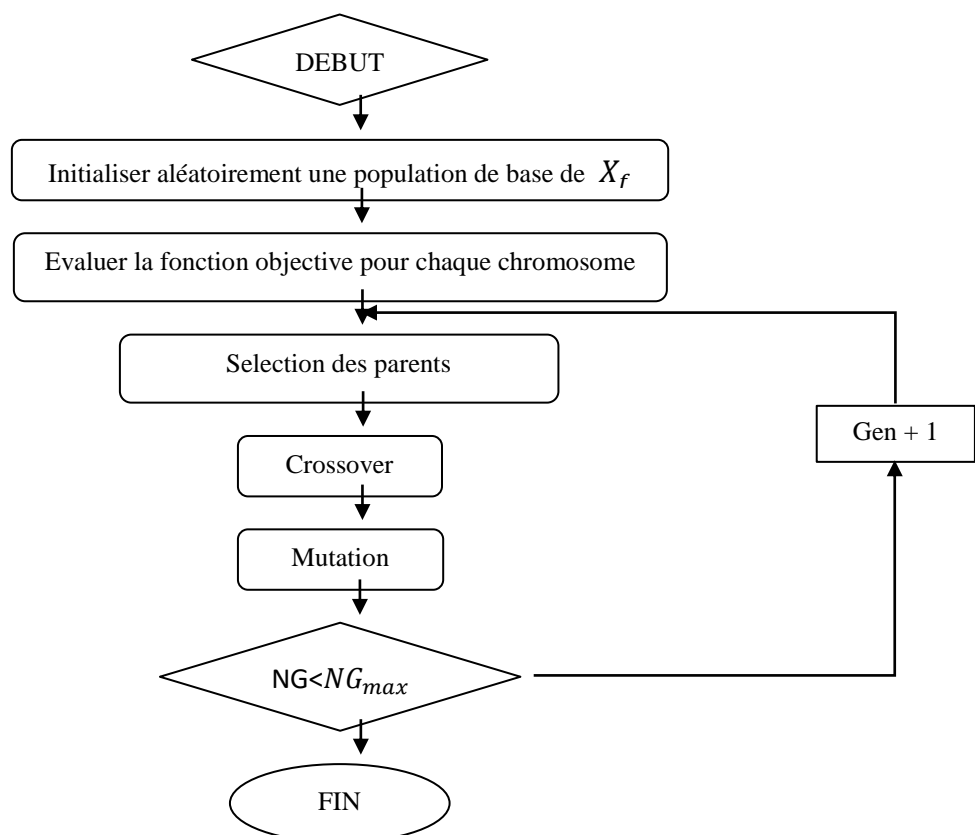 DEBUT
Initialiser aléatoirement une population de base de X_f
Evaluer la fonction objective pour chaque chromosome
Selection des parents
Crossover
Gen + 1
Mutation
NG<NG_max
FIN